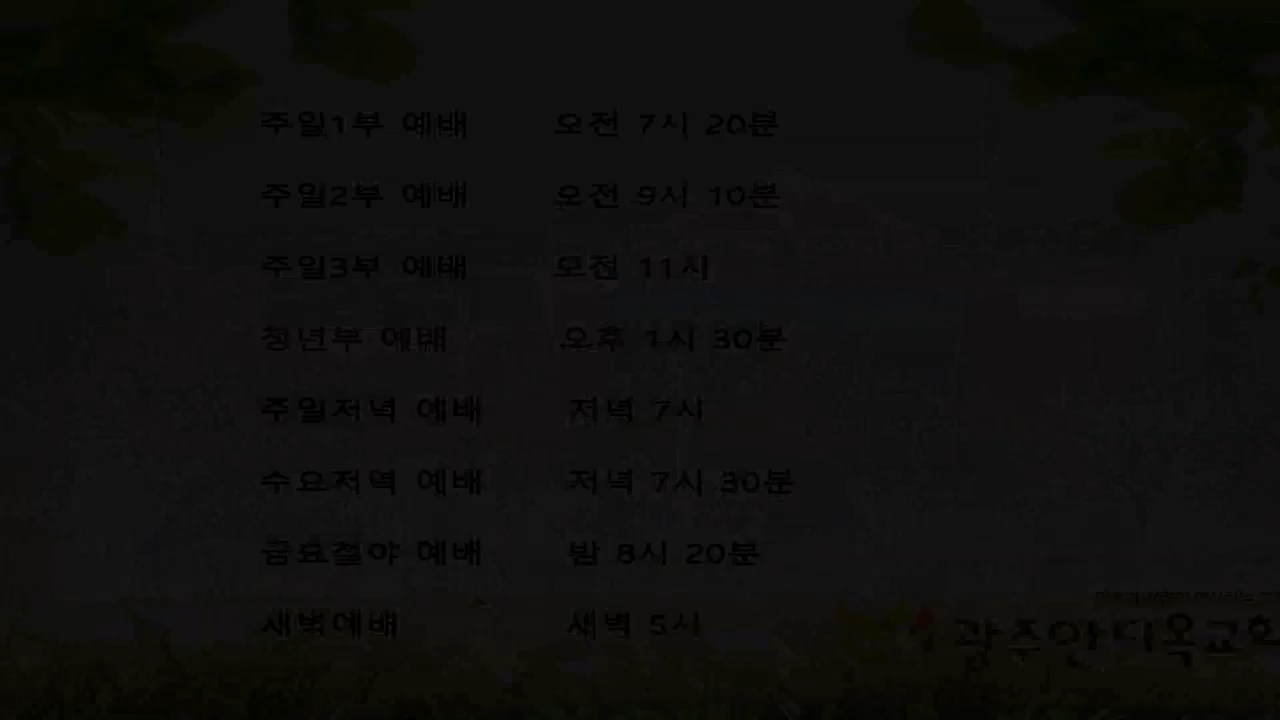 주일1부 예배 오전 7시 20분
주일2부 예배 오전 9시 10분
주일3부 예배 오전 11시
청년부 예배 오후 1시 30분
주일저녁 예배 저녁 7시
수요저녁 예배 저녁 7시 30분
금요철야 예배 밤 8시 20분
새벽예배 새벽 5시
광주안디옥교회